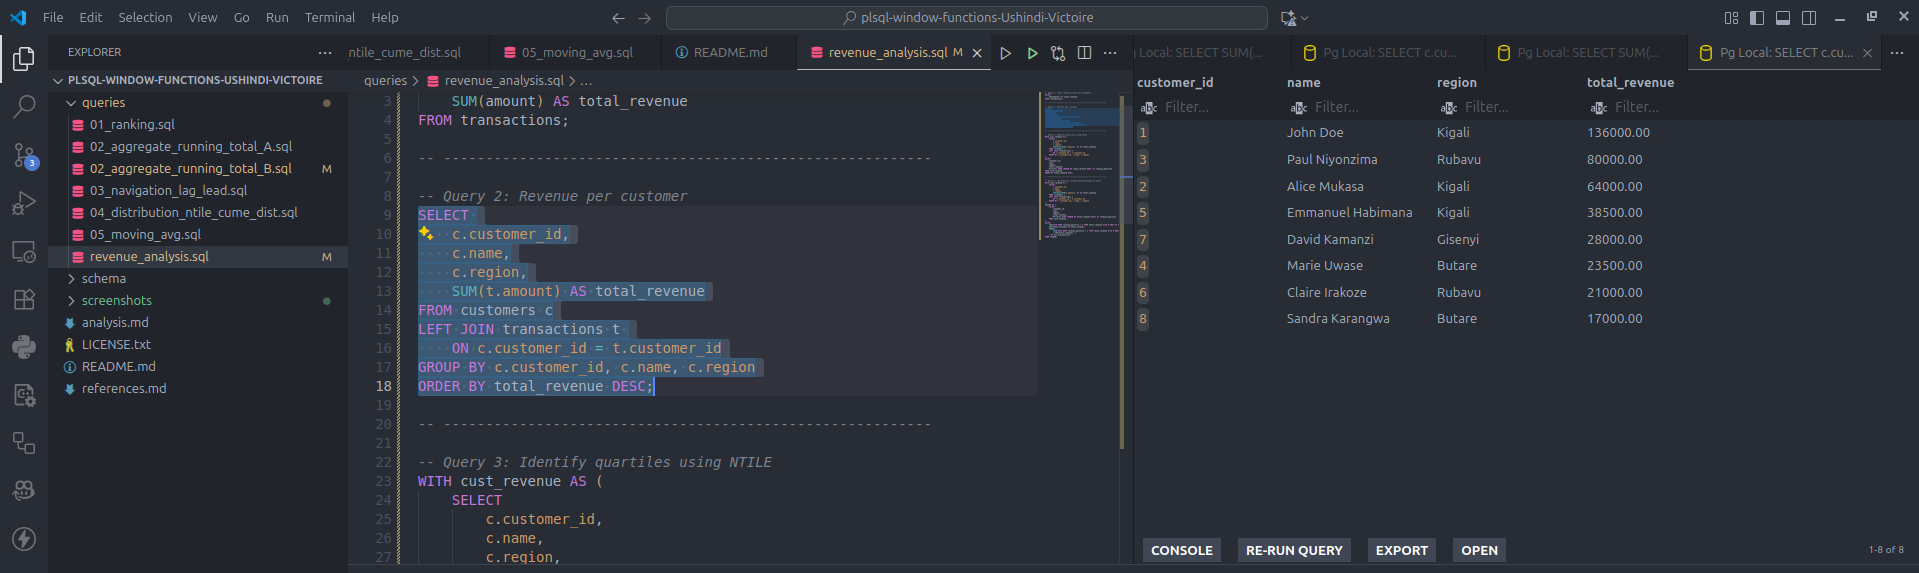 File Edit Selection View Go Run Terminal Help
plsql-window-functions-Ushindi-Victoire
EXPLORER
PLSQL-WINDOW-FUNCTIONS-USHINDI-VICTOIRE
queries
01_ranking.sql
02_aggregate_running_total_A.sql
02_aggregate_running_total_B.sql M
03_navigation_lag_lead.sql
04_distribution_ntile_cume_dist.sql
05_moving_avg.sql
revenue_analysis.sql M
schema
screenshots
analysis.md
LICENSE.txt
README.md
references.md
3
ntile_cume_dist.sql 05_moving_avg.sql README.md revenue_analysis.sql M
queries > revenue_analysis.sql > ...
3 SUM(amount) AS total_revenue
4 FROM transactions;
5
6 -- ----------------------------------------------------------
7
8 -- Query 2: Revenue per customer
9 SELECT
10 c.customer_id,
11 c.name,
12 c.region,
13 SUM(t.amount) AS total_revenue
14 FROM customers c
15 LEFT JOIN transactions t
16 ON c.customer_id = t.customer_id
17 GROUP BY c.customer_id, c.name, c.region
18 ORDER BY total_revenue DESC;
19
20 -- ----------------------------------------------------------
21
22 -- Query 3: Identify quartiles using NTILE
23 WITH cust_revenue AS (
24 SELECT
25 c.customer_id,
26 c.name,
27 c.region,
Local: SELECT SUM(... Pg Local: SELECT c.cu... Pg Local: SELECT SUM(... Pg Local: SELECT c.cu...
customer_id name region total_revenue
abc Filter... abc Filter... abc Filter... abc Filter...
1 John Doe Kigali 136000.00
3 Paul Niyonzima Rubavu 80000.00
2 Alice Mukasa Kigali 64000.00
5 Emmanuel Habimana Kigali 38500.00
7 David Kamanzi Gisenyi 28000.00
4 Marie Uwase Butare 23500.00
6 Claire Irakoze Rubavu 21000.00
8 Sandra Karangwa Butare 17000.00
CONSOLE RE-RUN QUERY EXPORT OPEN 1-8 of 8